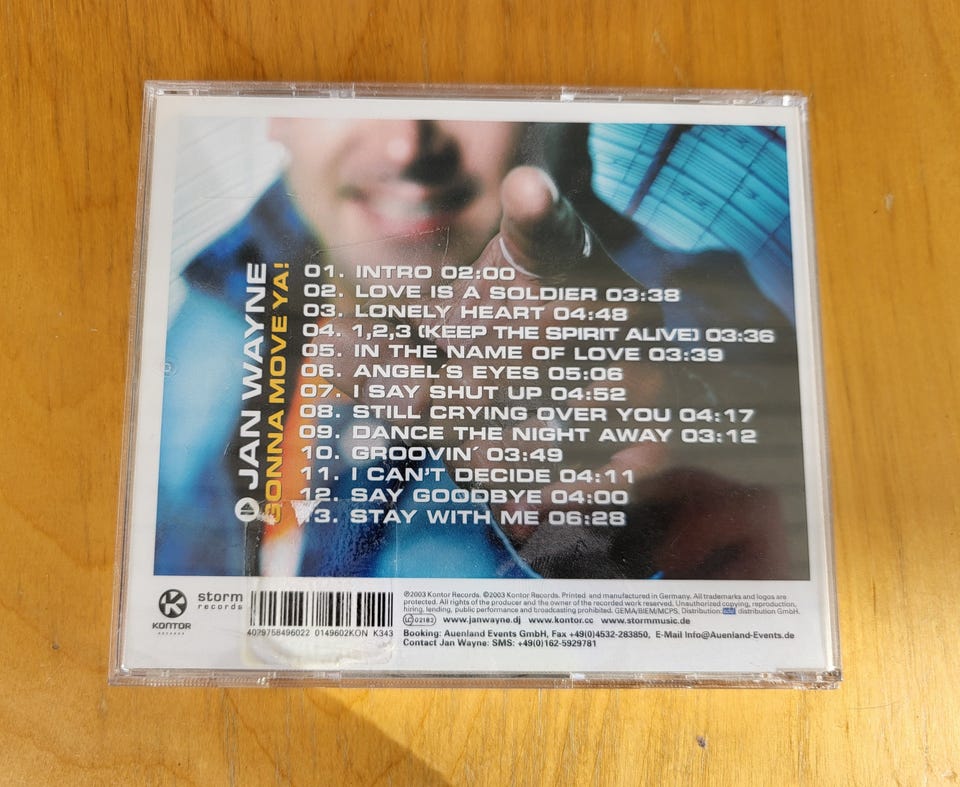 JAN WAYNE
GONNA MOVE YA!
01. INTRO 02:00
02. LOVE IS A SOLDIER 03:38
03. LONELY HEART 04:48
04. 1,2,3 (KEEP THE SPIRIT ALIVE) 03:36
05. IN THE NAME OF LOVE 03:39
06. ANGEL´S EYES 05:06
07. I SAY SHUT UP 04:52
08. STILL CRYING OVER YOU 04:17
09. DANCE THE NIGHT AWAY 03:12
10. GROOVIN´ 03:49
11. I CAN'T DECIDE 04:11
12. SAY GOODBYE 04:00
13. STAY WITH ME 06:28
K
KONTOR
RECORDS
storm
records
4079758496022 0149602KON K343
℗2003 Kontor Records. ©2003 Kontor Records. Printed and manufactured in Germany. All trademarks and logos are
protected. All rights of the producer and the owner of the recorded work reserved. Unauthorized copying, reproduction,
hiring, lending, public performance and broadcasting prohibited. GEMA/BIEM/MCPS, Distribution: edel distribution GmbH.
LC 02182 www.janwayne.dj www.kontor.cc www.stormmusic.de
Booking: Auenland Events GmbH, Fax +49(0)4532-283850, E-Mail Info@Auenland-Events.de
Contact Jan Wayne: SMS: +49(0)162-5929781